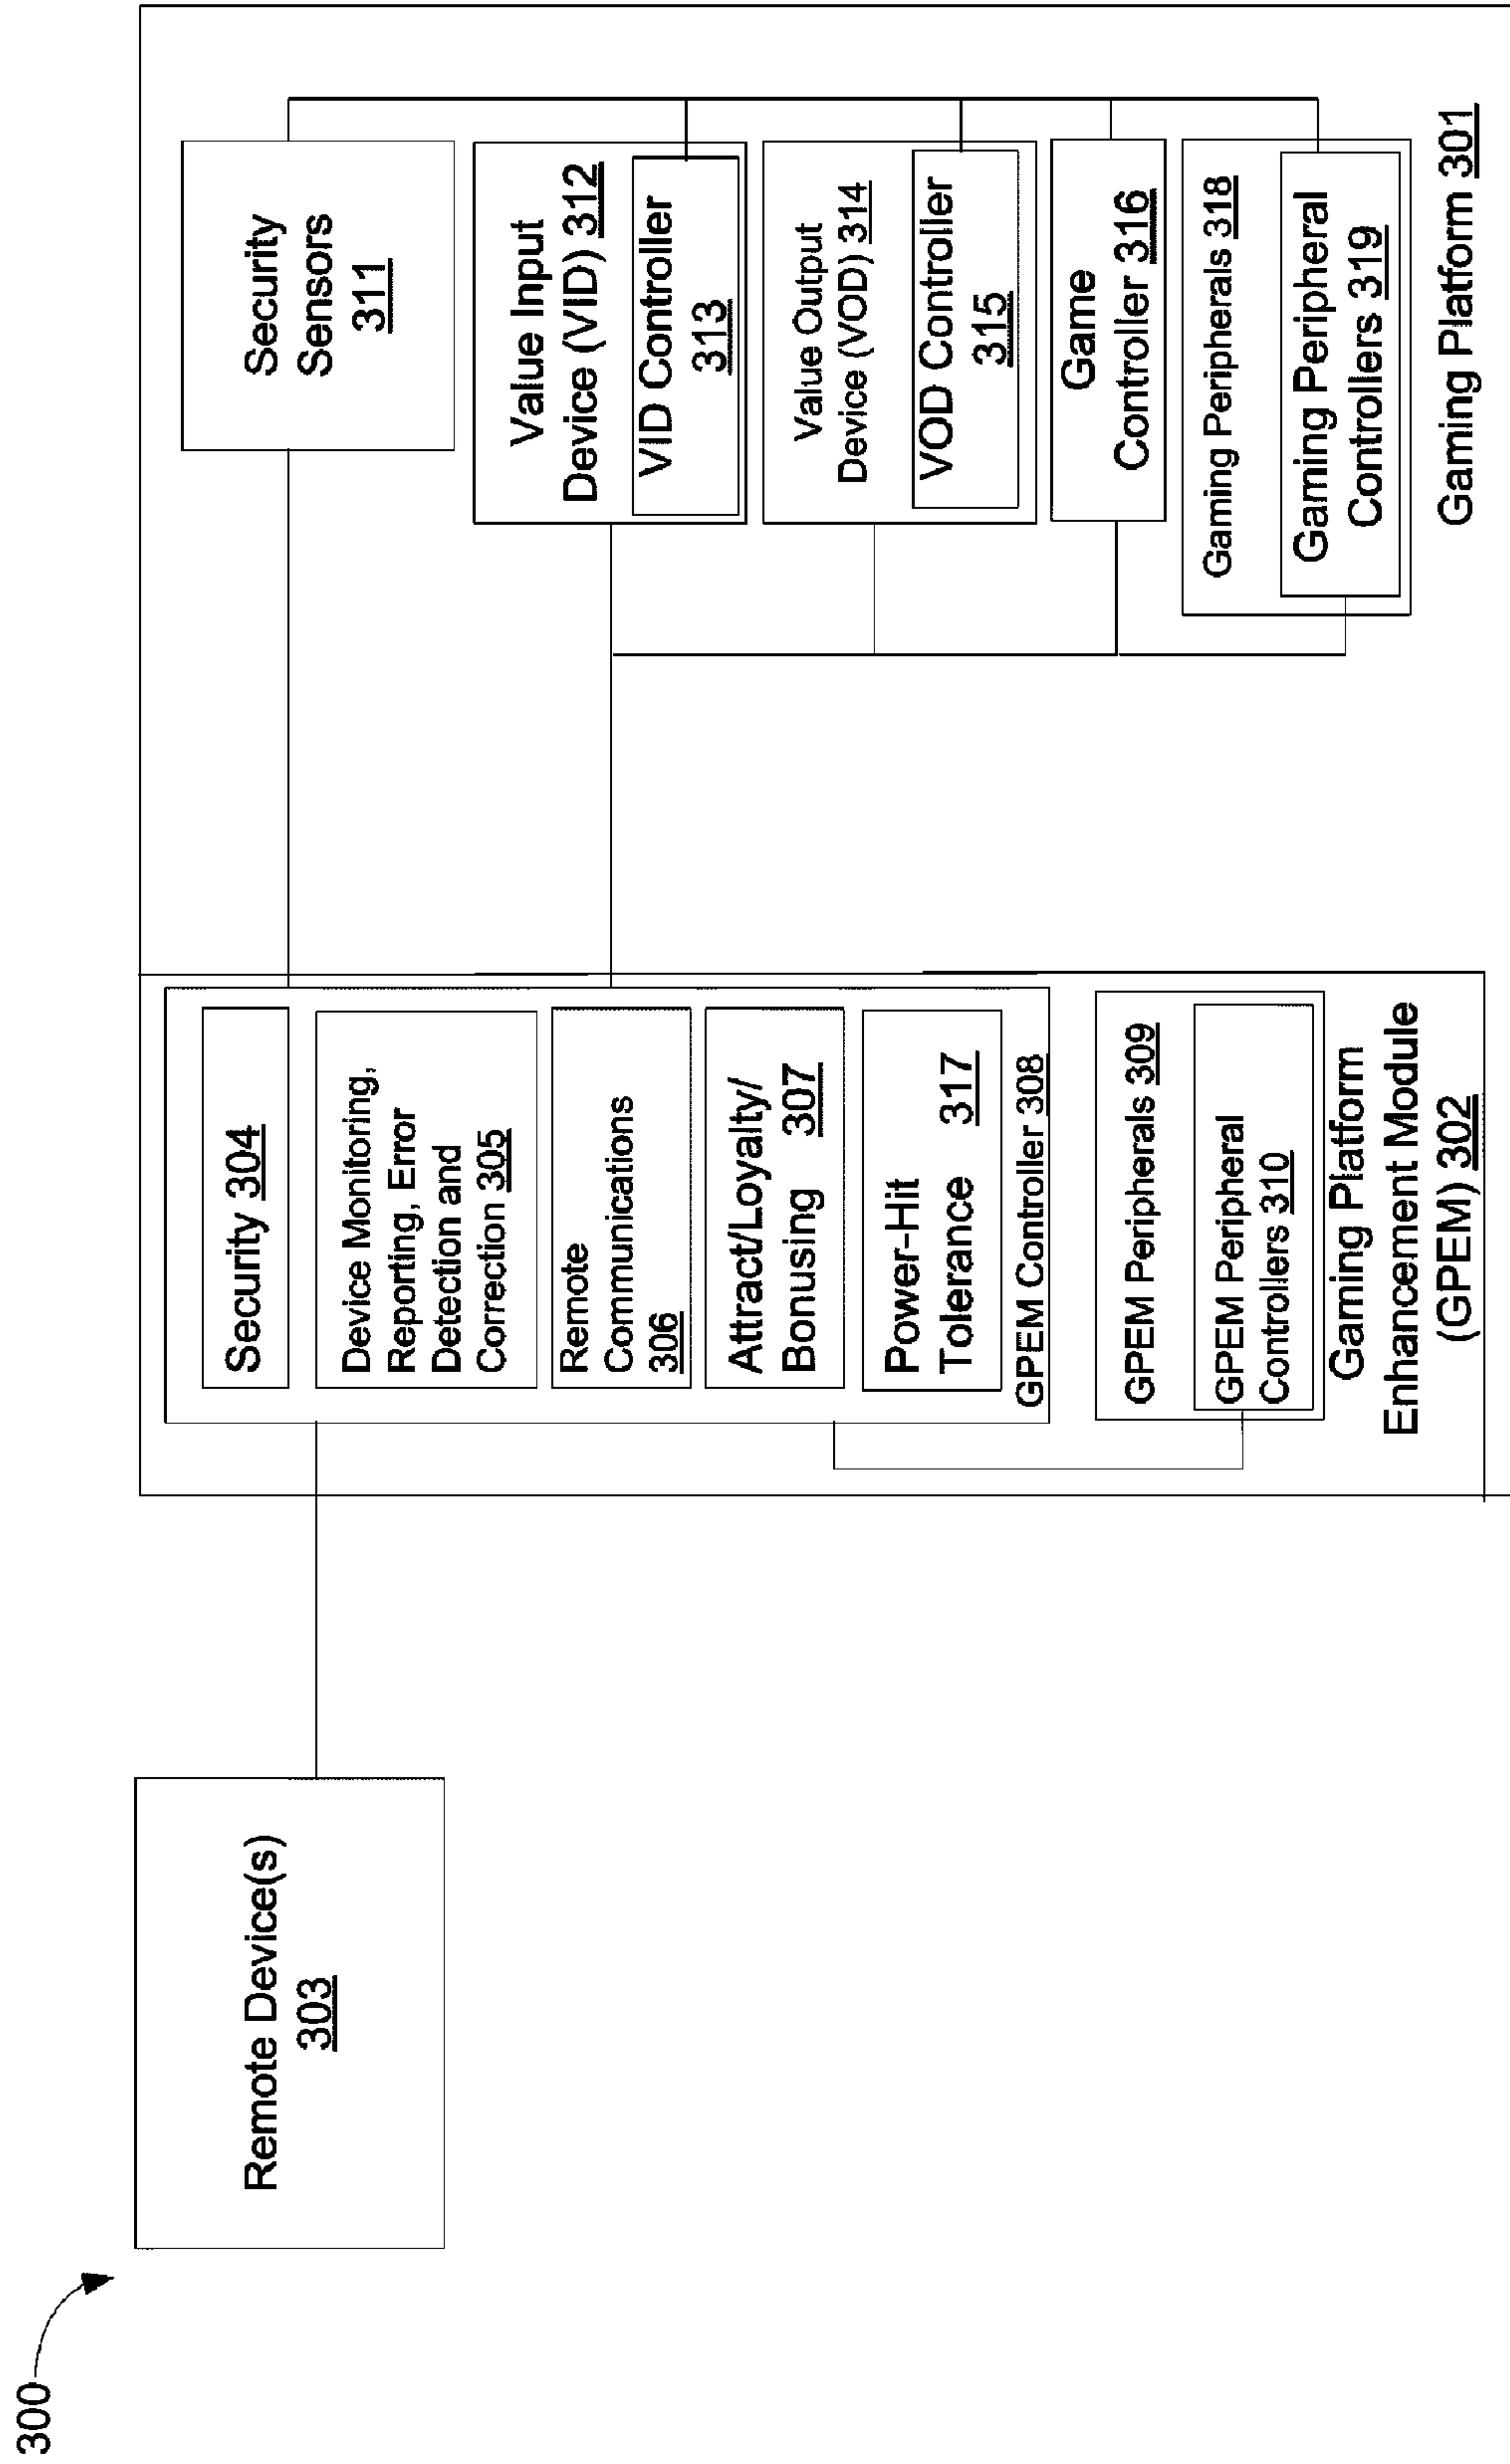 300
Remote Device(s)
303
Security 304
Device Monitoring,
Reporting, Error
Detection and
Correction 305
Remote
Communications
306
Attract/Loyalty/
Bonusing 307
Power-Hit
Tolerance 317
GPEM Controller 308
GPEM Peripherals 309
GPEM Peripheral
Controllers 310
Gaming Platform
Enhancement Module
(GPEM) 302
Security
Sensors
311
Value Input
Device (VID) 312
VID Controller
313
Value Output
Device (VOD) 314
VOD Controller
315
Game
Controller 316
Gaming Peripherals 318
Gaming Peripheral
Controllers 319
Gaming Platform 301